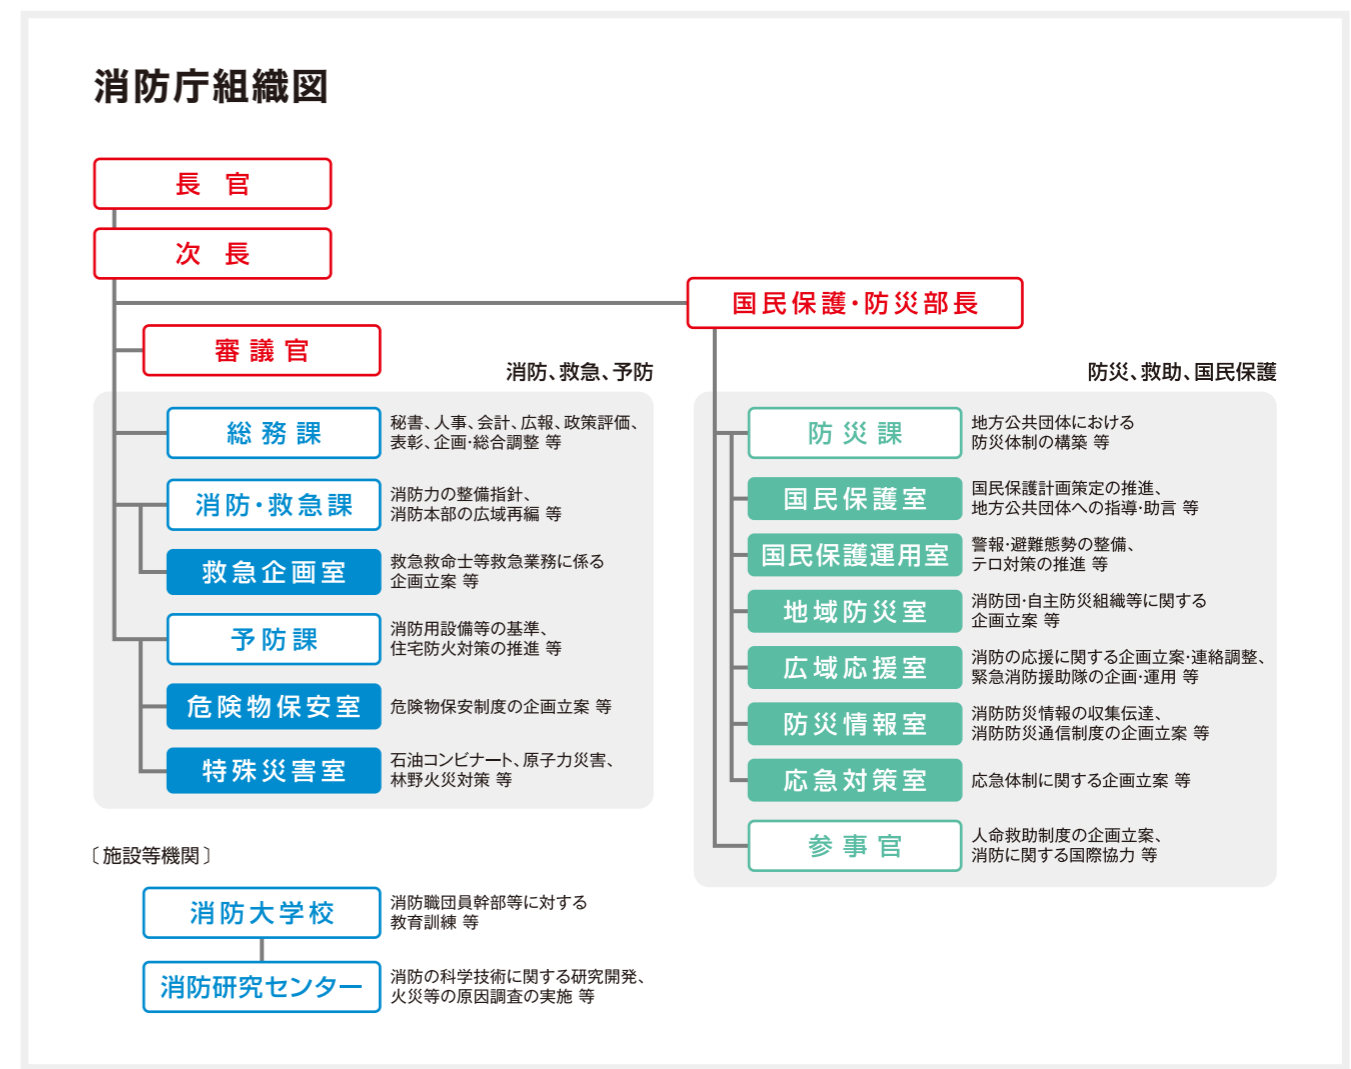 消防庁組織図
長官
次長
国民保護・防災部長
審議官
消防、救急、予防
総務課
秘書、人事、会計、広報、政策評価、
表彰、企画・総合調整 等
消防・救急課
消防力の整備指針、
消防本部の広域再編 等
救急企画室
救急救命士等救急業務に係る
企画立案 等
予防課
消防用設備等の基準、
住宅防火対策の推進 等
危険物保安室
危険物保安制度の企画立案 等
特殊災害室
石油コンビナート、原子力災害、
林野火災対策 等
防災、救助、国民保護
防災課
地方公共団体における
防災体制の構築 等
国民保護室
国民保護計画策定の推進、
地方公共団体への指導・助言 等
国民保護運用室
警報・避難態勢の整備、
テロ対策の推進 等
地域防災室
消防団・自主防災組織等に関する
企画立案 等
広域応援室
消防の応援に関する企画立案・連絡調整、
緊急消防援助隊の企画・運用 等
防災情報室
消防防災情報の収集伝達、
消防防災通信制度の企画立案 等
応急対策室
応急体制に関する企画立案 等
参事官
人命救助制度の企画立案、
消防に関する国際協力 等
〔施設等機関〕
消防大学校
消防職団員幹部等に対する
教育訓練 等
消防研究センター
消防の科学技術に関する研究開発、
火災等の原因調査の実施 等